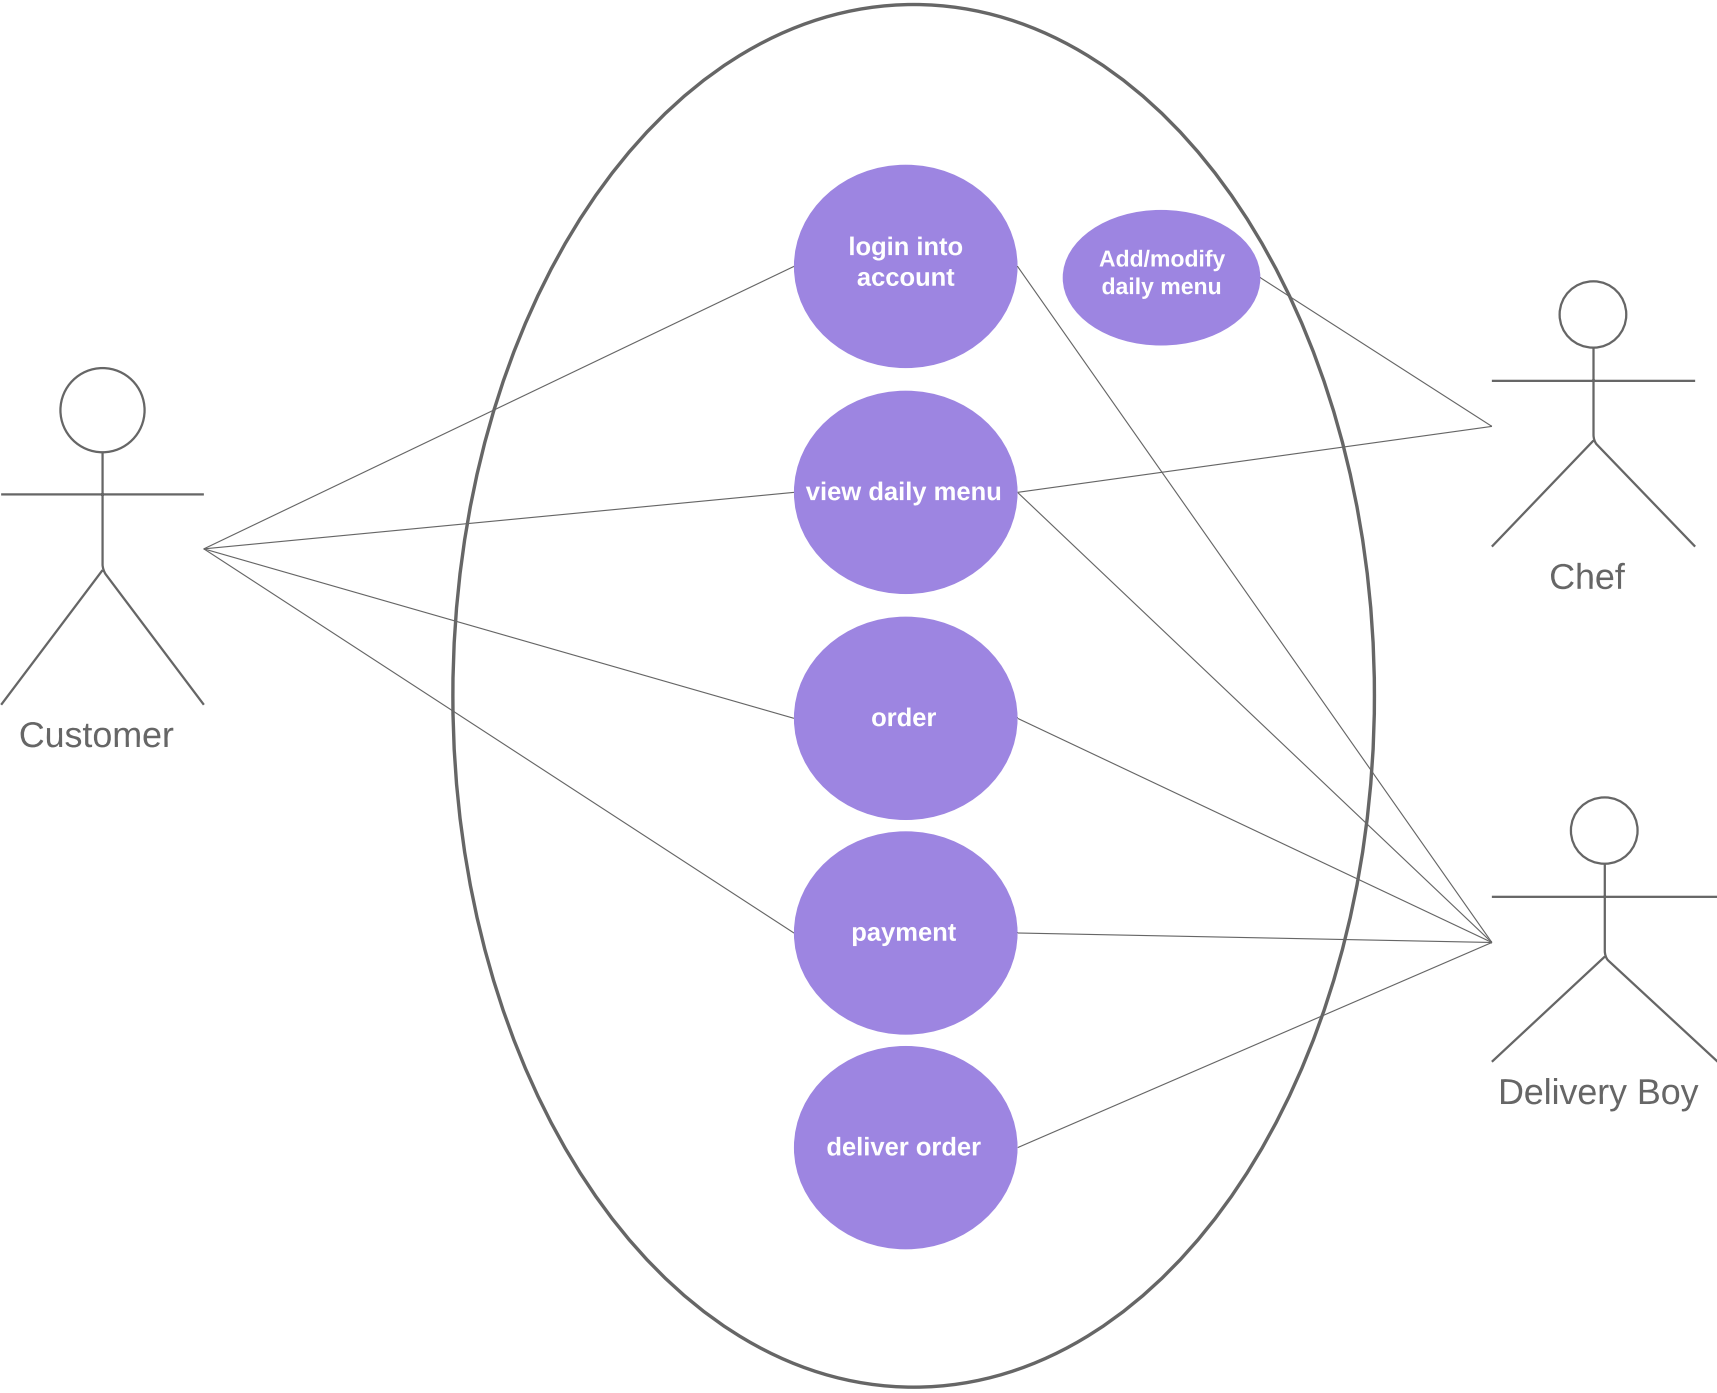 login into
account
Add/modify
daily menu
view daily menu
Chef
order
Customer
payment
Delivery Boy
deliver order